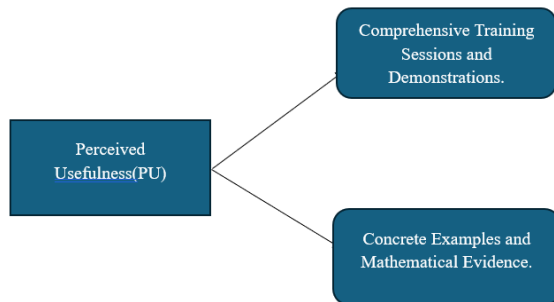 Comprehensive Training
Sessions and
Demonstrations.
Perceived
Usefulness(PU)
Concrete Examples and
Mathematical Evidence.